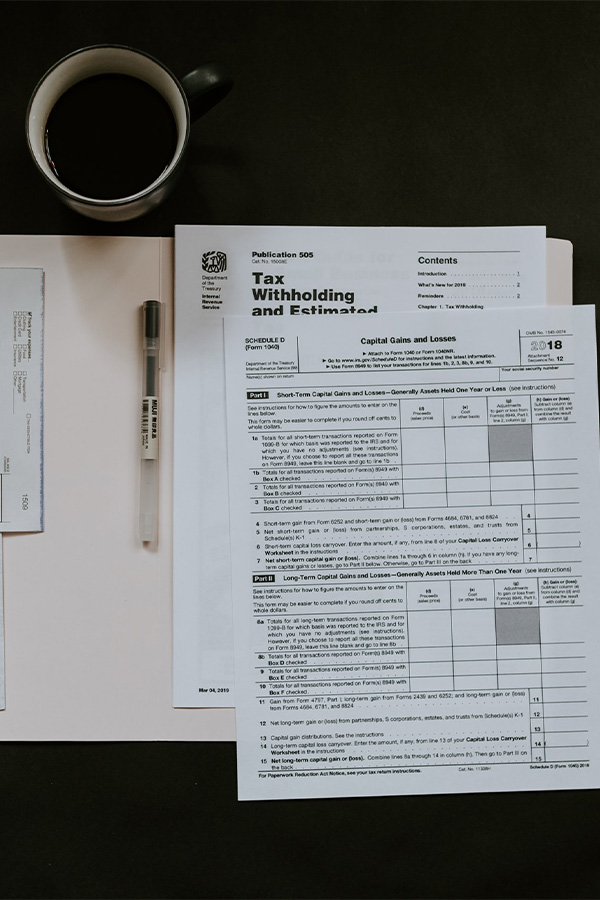 Department
of the
Treasury
Internal
Revenue
Service
Publication 505
Cat. No. 15008E
Tax
Withholding
and Estimated
Contents
Introduction . . . . . . . . . . . . . . 1
What's New for 2019 . . . . . . . . . . 2
Reminders . . . . . . . . . . . . . . . 2
Chapter 1. Tax Withholding
Mar 04, 2019
SCHEDULE D
(Form 1040)
Department of the Treasury
Internal Revenue Service (99)
Capital Gains and Losses
▶ Attach to Form 1040 or Form 1040NR.
▶ Go to www.irs.gov/ScheduleD for instructions and the latest information.
▶ Use Form 8949 to list your transactions for lines 1b, 2, 3, 8b, 9, and 10.
OMB No. 1545-0074
2018
Attachment
Sequence No. 12
Name(s) shown on return
Your social security number
Part I Short-Term Capital Gains and Losses—Generally Assets Held One Year or Less (see instructions)
See instructions for how to figure the amounts to enter on the
lines below.
This form may be easier to complete if you round off cents to
whole dollars.
(d)
Proceeds
(sales price)
(e)
Cost
(or other basis)
(g)
Adjustments
to gain or loss from
Form(s) 8949, Part I,
line 2, column (g)
(h) Gain or (loss)
Subtract column (e)
from column (d) and
combine the result
with column (g)
1a Totals for all short-term transactions reported on Form
1099-B for which basis was reported to the IRS and for
which you have no adjustments (see instructions).
However, if you choose to report all these transactions
on Form 8949, leave this line blank and go to line 1b .
1b Totals for all transactions reported on Form(s) 8949 with
Box A checked
2 Totals for all transactions reported on Form(s) 8949 with
Box B checked
3 Totals for all transactions reported on Form(s) 8949 with
Box C checked
4 Short-term gain from Form 6252 and short-term gain or (loss) from Forms 4684, 6781, and 8824 4
5 Net short-term gain or (loss) from partnerships, S corporations, estates, and trusts from
Schedule(s) K-1 5
6 Short-term capital loss carryover. Enter the amount, if any, from line 8 of your Capital Loss Carryover
Worksheet in the instructions 6 )
7 Net short-term capital gain or (loss). Combine lines 1a through 6 in column (h). If you have any long-
term capital gains or losses, go to Part II below. Otherwise, go to Part III on the back 7
Part II Long-Term Capital Gains and Losses—Generally Assets Held More Than One Year (see instructions)
See instructions for how to figure the amounts to enter on the
lines below.
This form may be easier to complete if you round off cents to
whole dollars.
(d)
Proceeds
(sales price)
(e)
Cost
(or other basis)
(g)
Adjustments
to gain or loss from
Form(s) 8949, Part II,
line 2, column (g)
(h) Gain or (loss)
Subtract column (e)
from column (d) and
combine the result
with column (g)
8a Totals for all long-term transactions reported on Form
1099-B for which basis was reported to the IRS and for
which you have no adjustments (see instructions).
However, if you choose to report all these transactions
on Form 8949, leave this line blank and go to line 8b .
8b Totals for all transactions reported on Form(s) 8949 with
Box D checked
9 Totals for all transactions reported on Form(s) 8949 with
Box E checked
10 Totals for all transactions reported on Form(s) 8949 with
Box F checked
11 Gain from Form 4797, Part I; long-term gain from Forms 2439 and 6252; and long-term gain or (loss)
from Forms 4684, 6781, and 8824 11
12 Net long-term gain or (loss) from partnerships, S corporations, estates, and trusts from Schedule(s) K-1 12
13 Capital gain distributions. See the instructions 13
14 Long-term capital loss carryover. Enter the amount, if any, from line 13 of your Capital Loss Carryover
Worksheet in the instructions 14 ( )
15 Net long-term capital gain or (loss). Combine lines 8a through 14 in column (h). Then go to Part III on
the back 15
For Paperwork Reduction Act Notice, see your tax return instructions. Cat. No. 11338H Schedule D (Form 1040) 2018
MUJI
1509